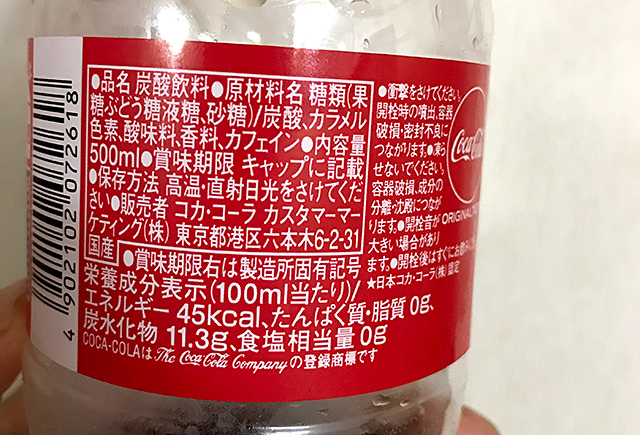 ●品名 炭酸飲料●原材料名 糖類(果
糖ぶどう糖液糖、砂糖)/炭酸、カラメル
色素、酸味料、香料、カフェイン●内容量
500ml●賞味期限 キャップに記載
●保存方法 高温・直射日光をさけてくだ
さい●販売者 コカ・コーラ カスタマーマー
ケティング(株) 東京都港区六本木6-2-31
国産 ●賞味期限右は製造所固有記号
栄養成分表示(100ml当たり)/
エネルギー 45kcal、たんぱく質・脂質 0g、
炭水化物 11.3g、食塩相当量 0g
COCA-COLAは The Coca-Cola Company の登録商標です
●衝撃をさけてください。
開栓時の噴出、容器
破損・密封不良に
つながります。●凍ら
せないでください。
容器破損、成分の
分離・沈殿につなが
ります。●開栓音が
大きい場合があり
ます。●開栓後はすぐにお飲み
★日本コカ・コーラ(株)認定
Coca-Cola
ORIGINAL
4 902102 072618